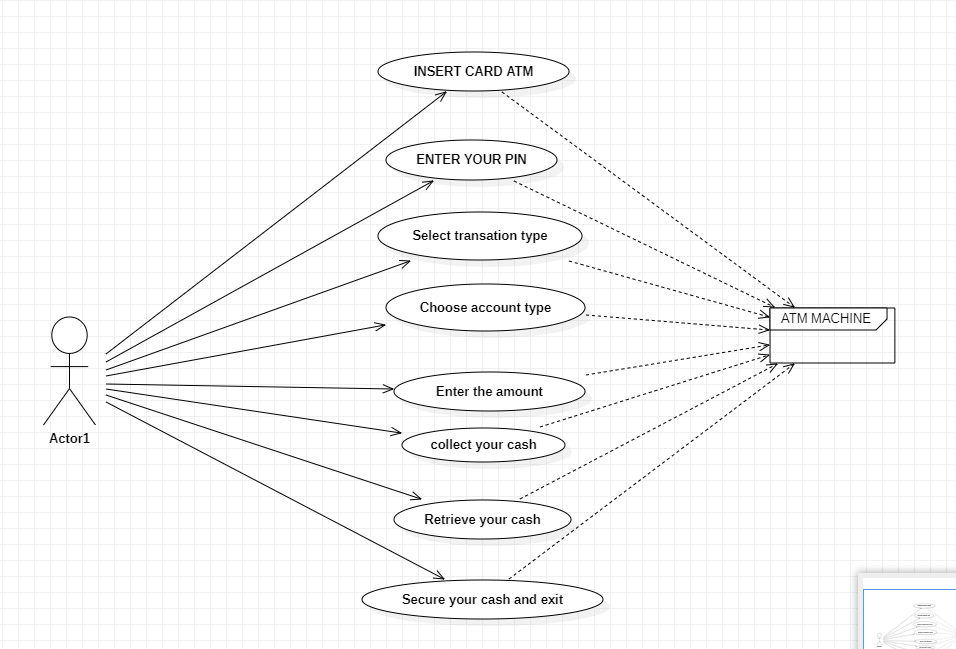 INSERT CARD ATM
ENTER YOUR PIN
Select transation type
Choose account type
ATM MACHINE
Enter the amount
Actor1
collect your cash
Retrieve your cash
Secure your cash and exit